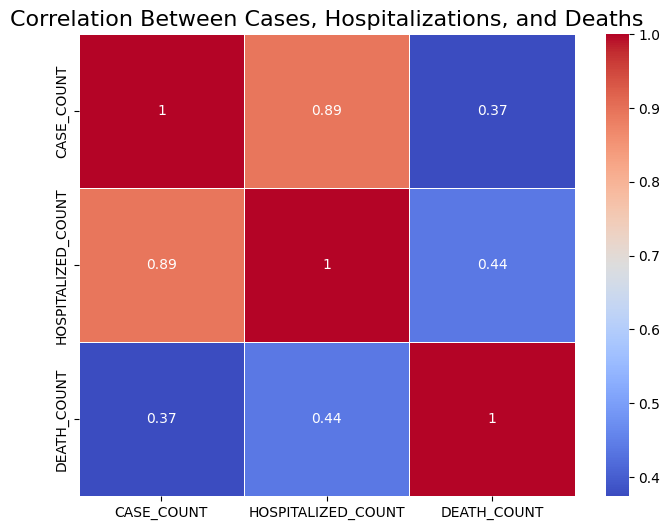 Correlation Between Cases, Hospitalizations, and Deaths
CASE_COUNT
1
0.89
0.37
HOSPITALIZED_COUNT
0.89
1
0.44
DEATH_COUNT
0.37
0.44
1
CASE_COUNT
HOSPITALIZED_COUNT
DEATH_COUNT
1.0
0.9
0.8
0.7
0.6
0.5
0.4